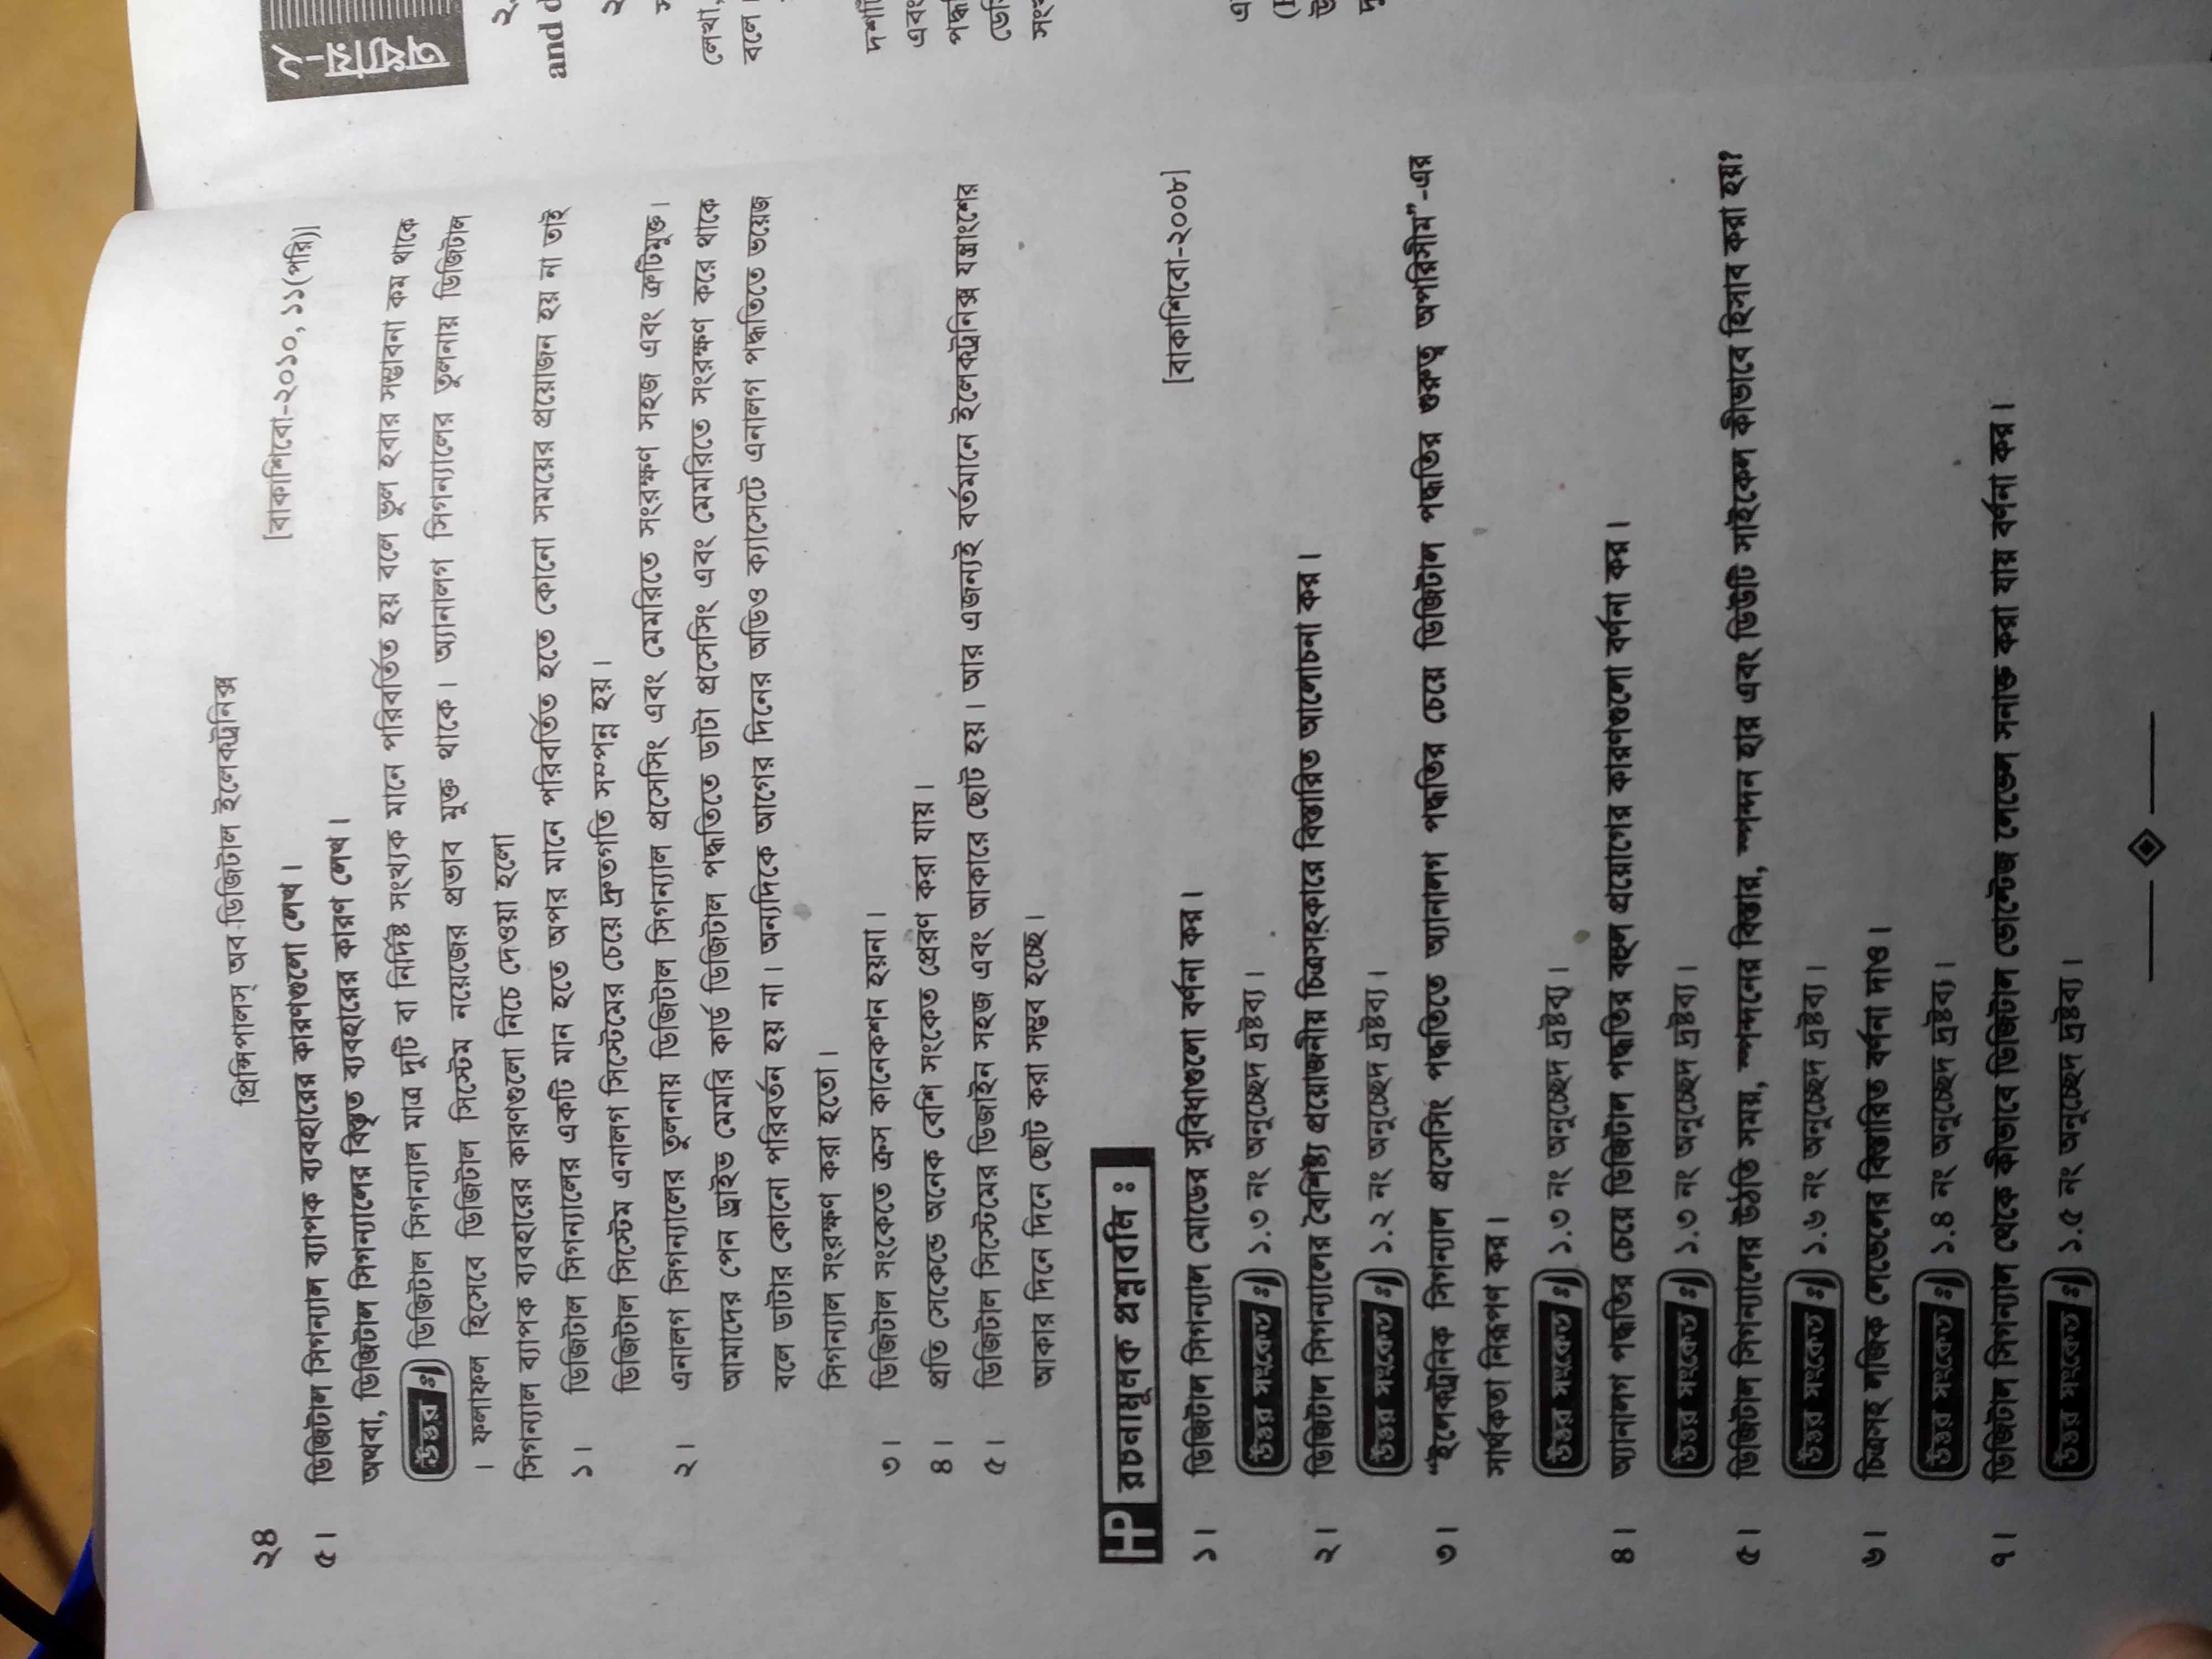 ২৪
প্রিন্সিপালস্ অব ডিজিটাল ইলেকট্রনিক্স
৫। ডিজিটাল সিগন্যাল ব্যাপক ব্যবহারের কারণগুলো লেখ। [বাকাশিবো-২০১০, ১১(পরি)]
অথবা, ডিজিটাল সিগন্যালের বিস্তৃত ব্যবহারের কারণ লেখ।
উত্তর ঃ ডিজিটাল সিগন্যাল মাত্র দুটি বা নির্দিষ্ট সংখ্যক মানে পরিবর্তিত হয় বলে ভুল হবার সম্ভাবনা কম থাকে
। ফলাফল হিসেবে ডিজিটাল সিস্টেম নয়েজের প্রভাব মুক্ত থাকে। অ্যানালগ সিগন্যালের তুলনায় ডিজিটাল
সিগন্যাল ব্যাপক ব্যবহারের কারণগুলো নিচে দেওয়া হলো
১। ডিজিটাল সিগন্যালের একটি মান হতে অপর মানে পরিবর্তিত হতে কোনো সময়ের প্রয়োজন হয় না তাই
ডিজিটাল সিস্টেম এনালগ সিস্টেমের চেয়ে দ্রুতগতি সম্পন্ন হয়।
২। এনালগ সিগন্যালের তুলনায় ডিজিটাল সিগন্যাল প্রসেসিং এবং মেমরিতে সংরক্ষণ সহজ এবং ত্রুটিমুক্ত।
আমাদের পেন ড্রাইভ মেমরি কার্ড ডিজিটাল পদ্ধতিতে ডাটা প্রসেসিং এবং মেমরিতে সংরক্ষণ করে থাকে
বলে ডাটার কোনো পরিবর্তন হয় না। অন্যদিকে আগের দিনের অডিও ক্যাসেটে এনালগ পদ্ধতিতে ভয়েজ
সিগন্যাল সংরক্ষণ করা হতো।
৩। ডিজিটাল সংকেতে ক্রস কানেকশন হয়না।
৪। প্রতি সেকেন্ডে অনেক বেশি সংকেত প্রেরণ করা যায়।
৫। ডিজিটাল সিস্টেমের ডিজাইন সহজ এবং আকারে ছোট হয়। আর এজন্যই বর্তমানে ইলেকট্রনিক্স যন্ত্রাংশের
আকার দিনে দিনে ছোট করা সম্ভব হচ্ছে।
HP রচনামূলক প্রশ্নাবলি ঃ
১। ডিজিটাল সিগন্যাল মোডের সুবিধাগুলো বর্ণনা কর। [বাকাশিবো-২০০৮]
উত্তর সংকেত ঃ ১.৩ নং অনুচ্ছেদ দ্রষ্টব্য।
২। ডিজিটাল সিগন্যালের বৈশিষ্ট্য প্রয়োজনীয় চিত্রসহকারে বিস্তারিত আলোচনা কর।
উত্তর সংকেত ঃ ১.২ নং অনুচ্ছেদ দ্রষ্টব্য।
৩। “ইলেকট্রনিক সিগন্যাল প্রসেসিং পদ্ধতিতে অ্যানালগ পদ্ধতির চেয়ে ডিজিটাল পদ্ধতির গুরুত্ব অপরিসীম”-এর
সার্থকতা নিরূপণ কর।
উত্তর সংকেত ঃ ১.৩ নং অনুচ্ছেদ দ্রষ্টব্য।
৪। অ্যানালগ পদ্ধতির চেয়ে ডিজিটাল পদ্ধতির বহুল প্রয়োগের কারণগুলো বর্ণনা কর।
উত্তর সংকেত ঃ ১.৩ নং অনুচ্ছেদ দ্রষ্টব্য।
৫। ডিজিটাল সিগন্যালের উঠতি সময়, স্পন্দনের বিস্তার, স্পন্দন হার এবং ডিউটি সাইকেল কীভাবে হিসাব করা হয়?
উত্তর সংকেত ঃ ১.৬ নং অনুচ্ছেদ দ্রষ্টব্য।
৬। চিত্রসহ লজিক লেভেলের বিস্তারিত বর্ণনা দাও।
উত্তর সংকেত ঃ ১.৪ নং অনুচ্ছেদ দ্রষ্টব্য।
৭। ডিজিটাল সিগন্যাল থেকে কীভাবে ডিজিটাল ভোল্টেজ লেভেল সনাক্ত করা যায় বর্ণনা কর।
উত্তর সংকেত ঃ ১.৫ নং অনুচ্ছেদ দ্রষ্টব্য।
অধ্যায়-২
and
লেখা,
বলে।